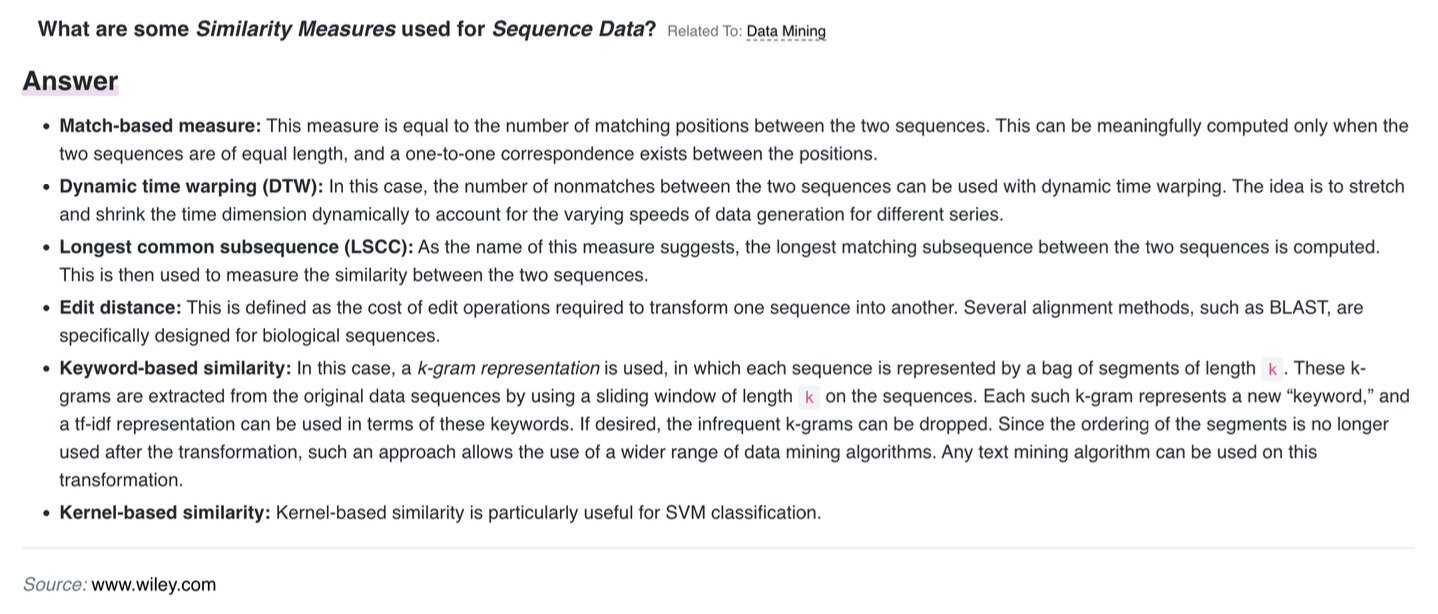 What are some Similarity Measures used for Sequence Data? Related To: Data Mining
Answer
• Match-based measure: This measure is equal to the number of matching positions between the two sequences. This can be meaningfully computed only when the
two sequences are of equal length, and a one-to-one correspondence exists between the positions.
• Dynamic time warping (DTW): In this case, the number of nonmatches between the two sequences can be used with dynamic time warping. The idea is to stretch
and shrink the time dimension dynamically to account for the varying speeds of data generation for different series.
• Longest common subsequence (LSCC): As the name of this measure suggests, the longest matching subsequence between the two sequences is computed.
This is then used to measure the similarity between the two sequences.
• Edit distance: This is defined as the cost of edit operations required to transform one sequence into another. Several alignment methods, such as BLAST, are
specifically designed for biological sequences.
• Keyword-based similarity: In this case, a k-gram representation is used, in which each sequence is represented by a bag of segments of length k . These k-
grams are extracted from the original data sequences by using a sliding window of length k on the sequences. Each such k-gram represents a new “keyword,” and
a tf-idf representation can be used in terms of these keywords. If desired, the infrequent k-grams can be dropped. Since the ordering of the segments is no longer
used after the transformation, such an approach allows the use of a wider range of data mining algorithms. Any text mining algorithm can be used on this
transformation.
• Kernel-based similarity: Kernel-based similarity is particularly useful for SVM classification.
Source: www.wiley.com